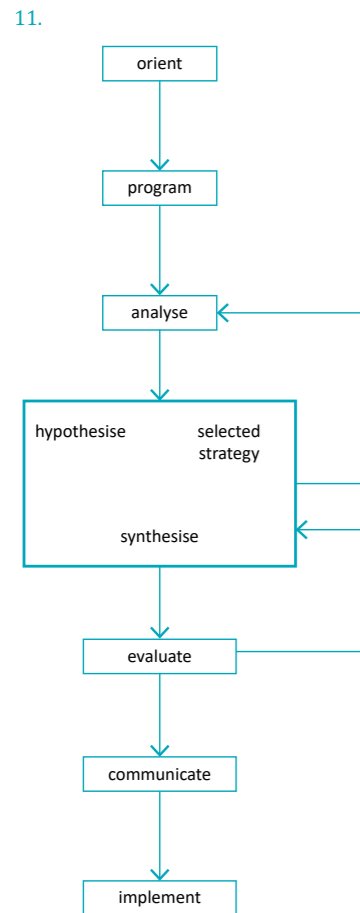 11.
orient
program
analyse
hypothesise
selected
strategy
synthesise
evaluate
communicate
implement